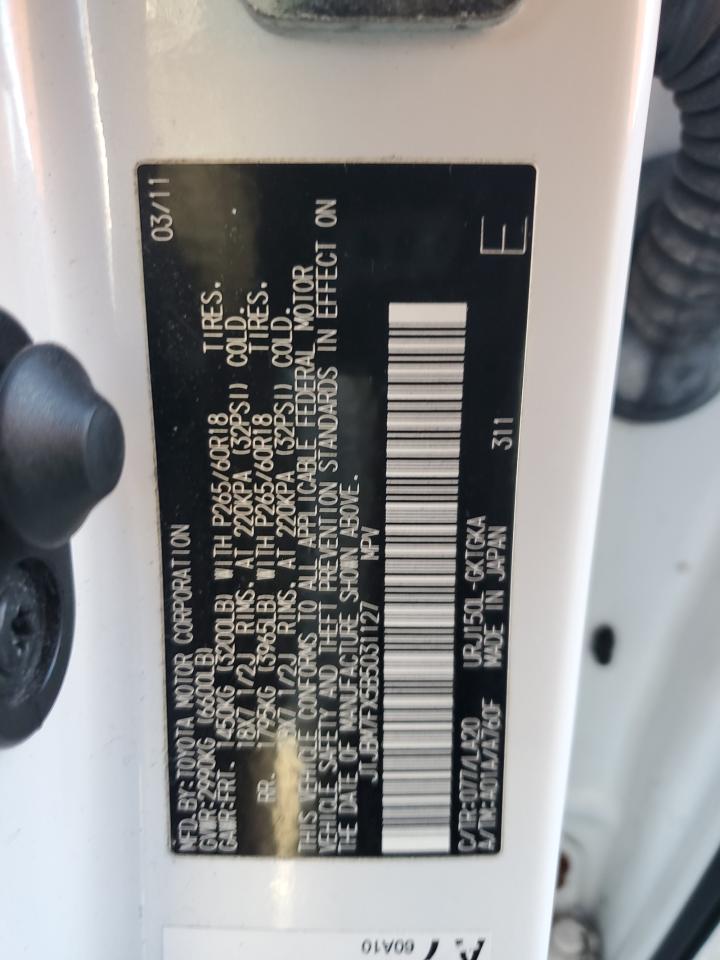 MFD. BY: TOYOTA MOTOR CORPORATION 03/11
GVWR: 2990KG (6600LB)
GAWR: FRT. 1450KG (3200LB) WITH P265/60R18 TIRES.
18X7 1/2J RIMS. AT 220KPA (32PSI) COLD.
RR. 1795KG (3965LB) WITH P265/60R18 TIRES.
18X7 1/2J RIMS. AT 220KPA (32PSI) COLD.
THIS VEHICLE CONFORMS TO ALL APPLICABLE FEDERAL MOTOR
VEHICLE SAFETY AND THEFT PREVENTION STANDARDS IN EFFECT ON
THE DATE OF MANUFACTURE SHOWN ABOVE.
JTJBM7FX5B5031127 MPV
C/TR: 077/LA20 URJ150L-GKTGKA 311
A/TM: A01A/A760F MADE IN JAPAN
E
A7
60A10